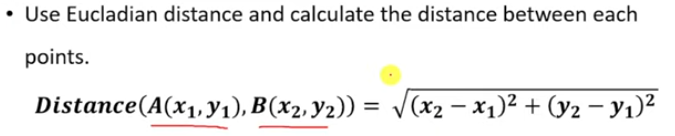 • Use Eucladian distance and calculate the distance between each
points.
Distance(A(x₁, y₁), B(x₂, y₂)) = √(x₂ − x₁)² + (y₂ − y₁)²